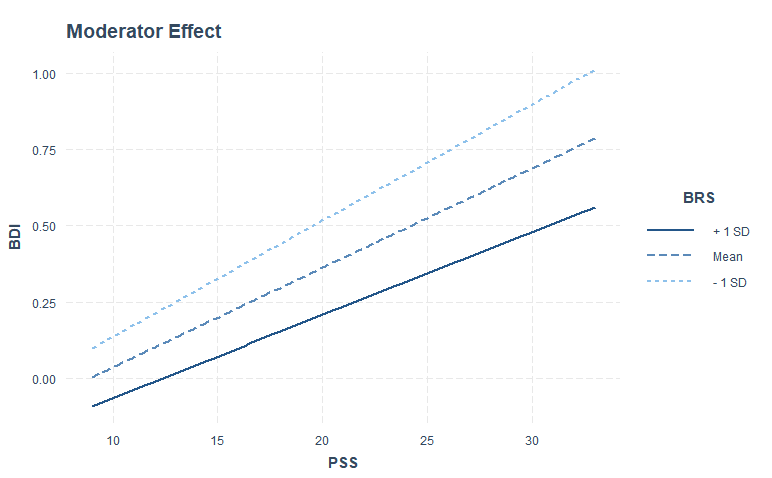 Moderator Effect
1.00
0.75
0.50
0.25
0.00
BDI
10 15 20 25 30
PSS
BRS
+ 1 SD
Mean
- 1 SD